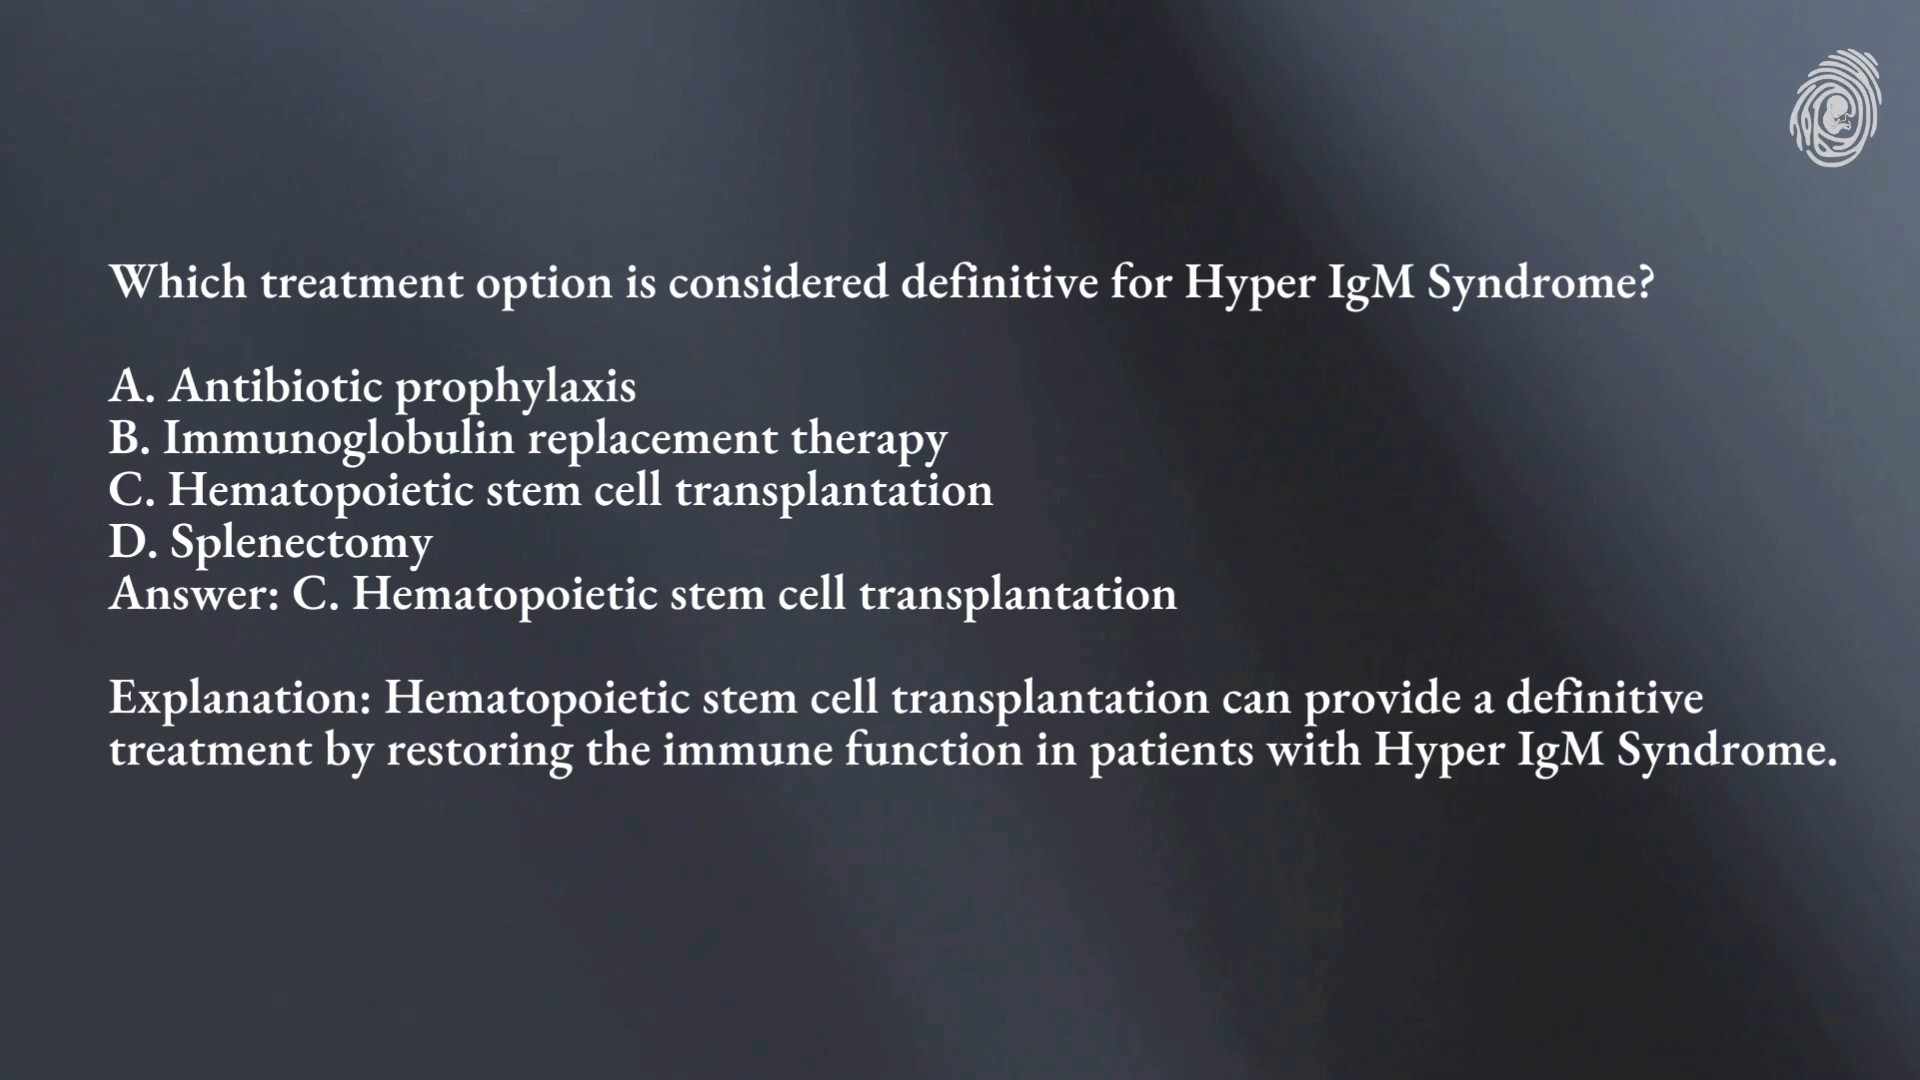 Which treatment option is considered definitive for Hyper IgM Syndrome?
A. Antibiotic prophylaxis
B. Immunoglobulin replacement therapy
C. Hematopoietic stem cell transplantation
D. Splenectomy
Answer: C. Hematopoietic stem cell transplantation
Explanation: Hematopoietic stem cell transplantation can provide a definitive
treatment by restoring the immune function in patients with Hyper IgM Syndrome.